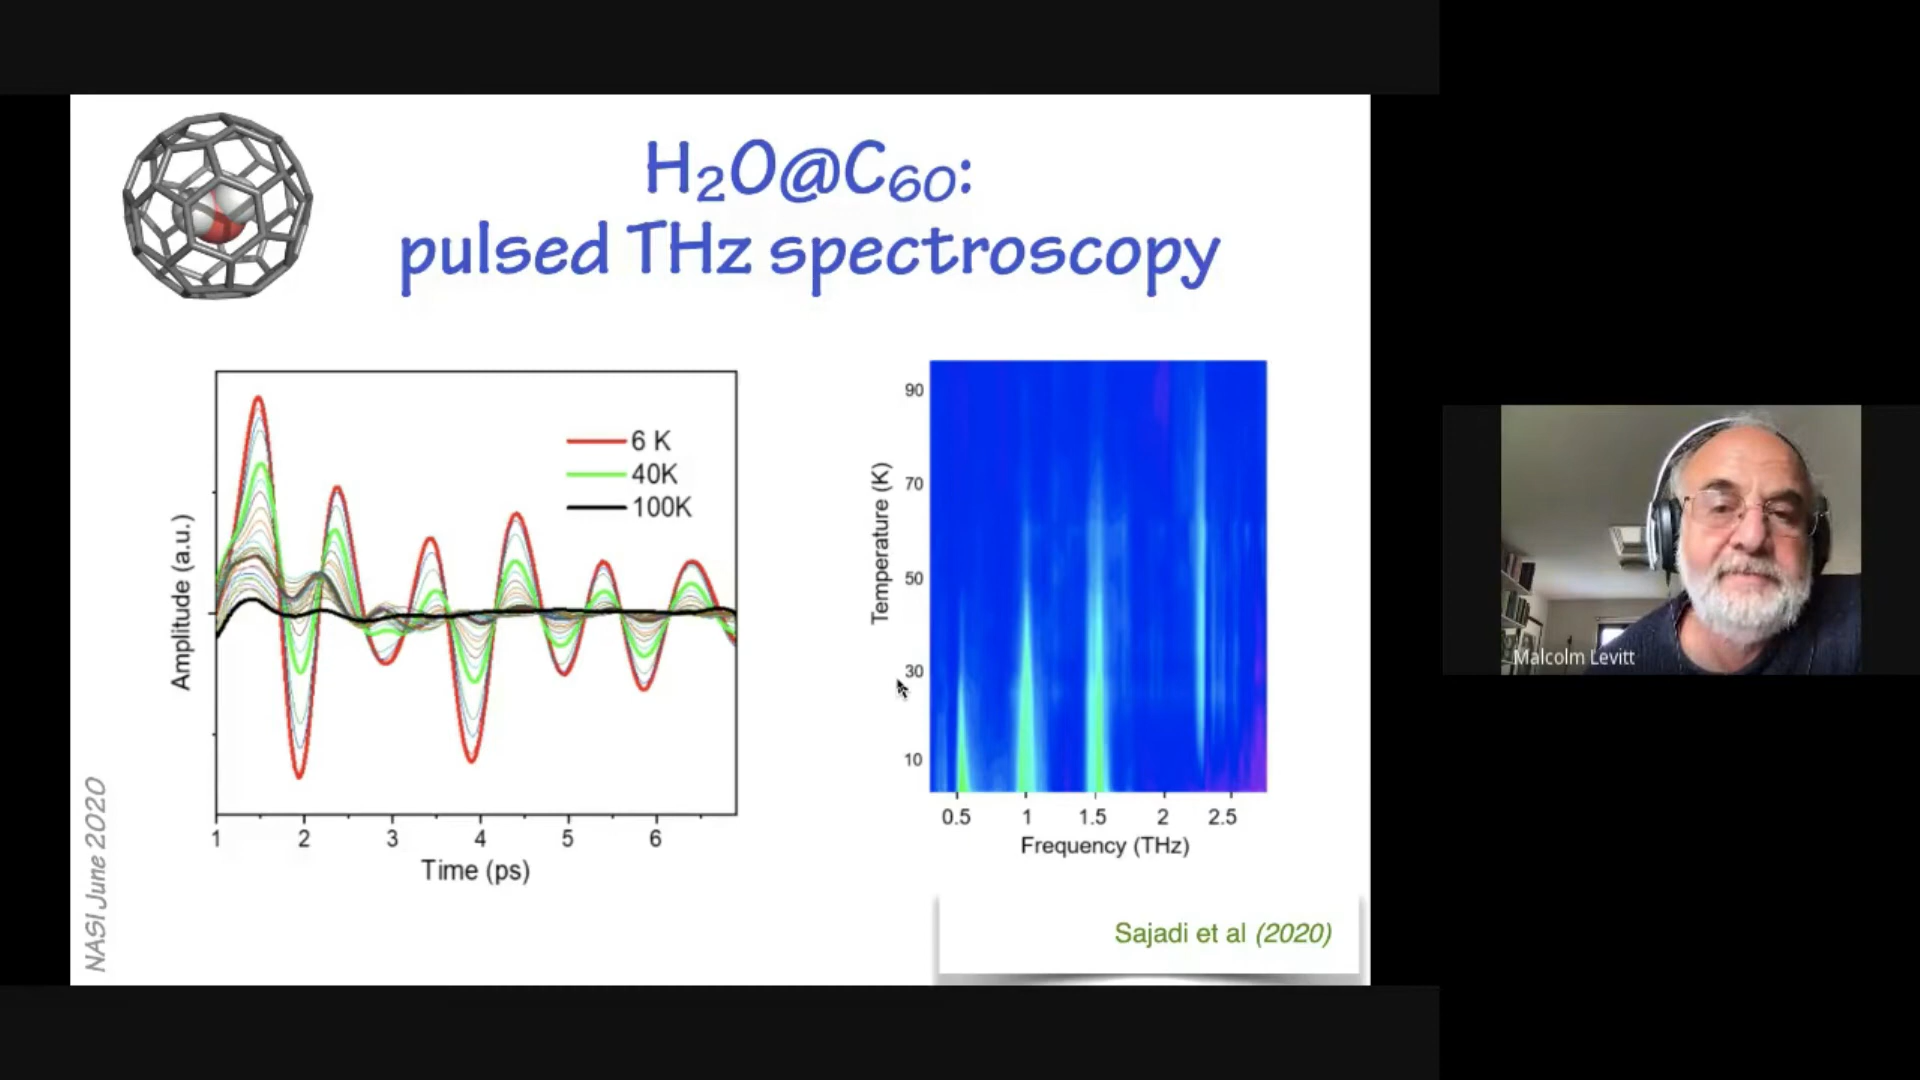 H₂O@C₆₀:
pulsed THz spectroscopy
6 K
40K
100K
Amplitude (a.u.)
1 2 3 4 5 6
Time (ps)
90
70
50
30
10
Temperature (K)
0.5 1 1.5 2 2.5
Frequency (THz)
Sajadi et al (2020)
NASI June 2020
Malcolm Levitt